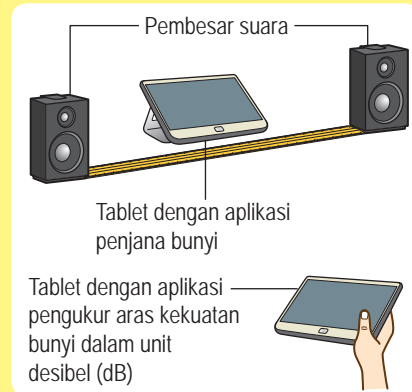 Pembesar suara
Tablet dengan aplikasi
penjana bunyi
Tablet dengan aplikasi
pengukur aras kekuatan
bunyi dalam unit
desibel (dB)